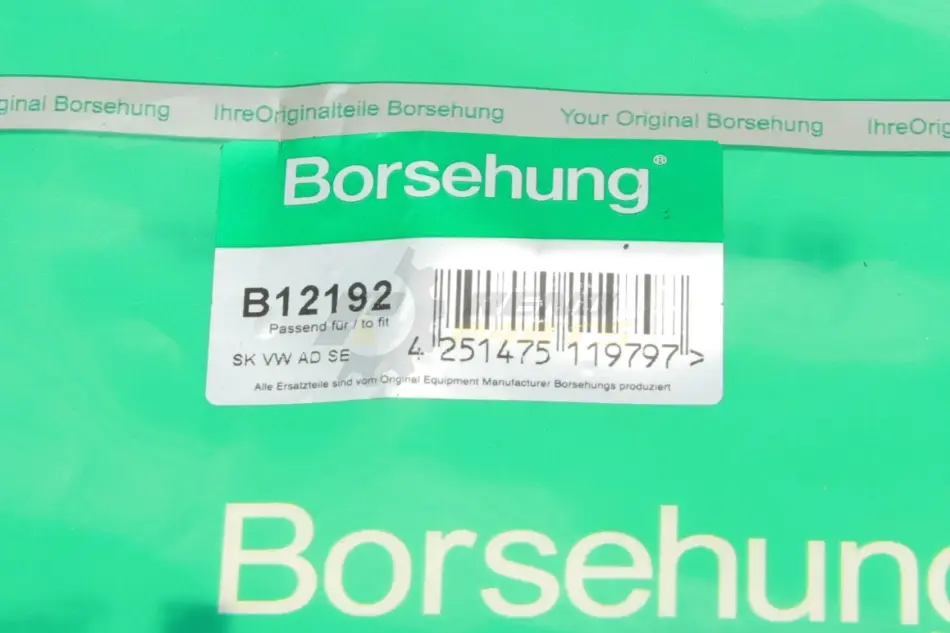 ginal Borsehung IhreOriginalteile Borsehung Your Original Borsehung IhreOrig
Borsehung®
B12192
Passend für / to fit
SK VW AD SE
4 251475 119797 >
Alle Ersatzteile sind vom Original Equipment Manufacturer Borsehungs produziert
Borsehung